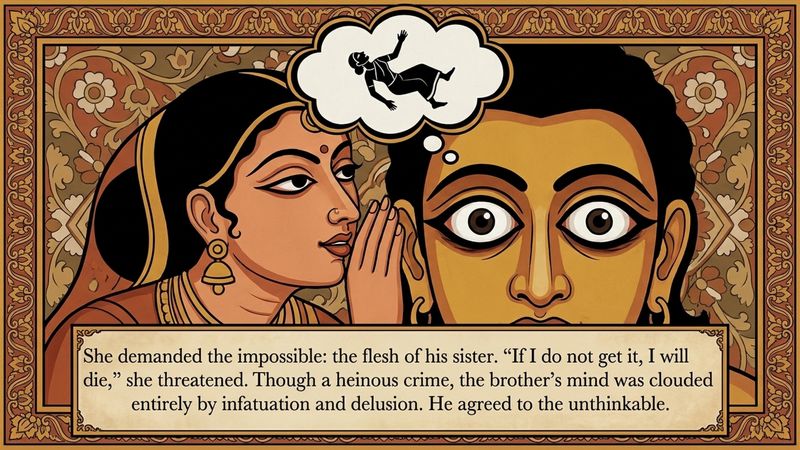 She demanded the impossible: the flesh of his sister. “If I do not get it, I will
die,” she threatened. Though a heinous crime, the brother’s mind was clouded
entirely by infatuation and delusion. He agreed to the unthinkable.